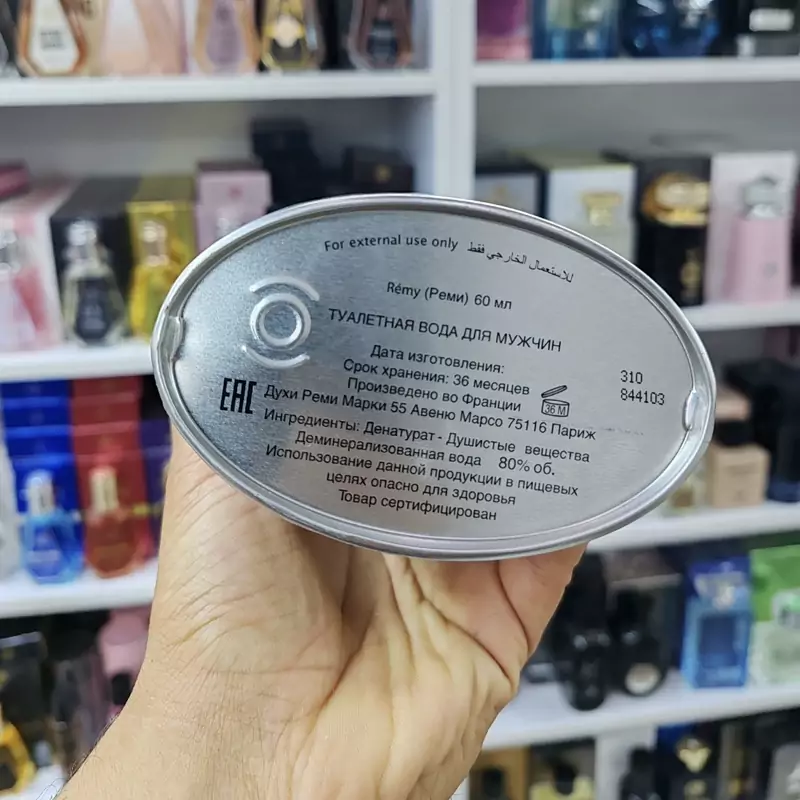 For external use only للاستعمال الخارجي فقط
Rémy (Реми) 60 мл
ТУАЛЕТНАЯ ВОДА ДЛЯ МУЖЧИН
Дата изготовления:
Срок хранения: 36 месяцев
Произведено во Франции
36 M
310
844103
EAC
Духи Реми Марки 55 Авеню Марсо 75116 Париж
Ингредиенты: Денатурат - Душистые вещества
Деминерализованная вода 80% об.
Использование данной продукции в пищевых
целях опасно для здоровья
Товар сертифицирован